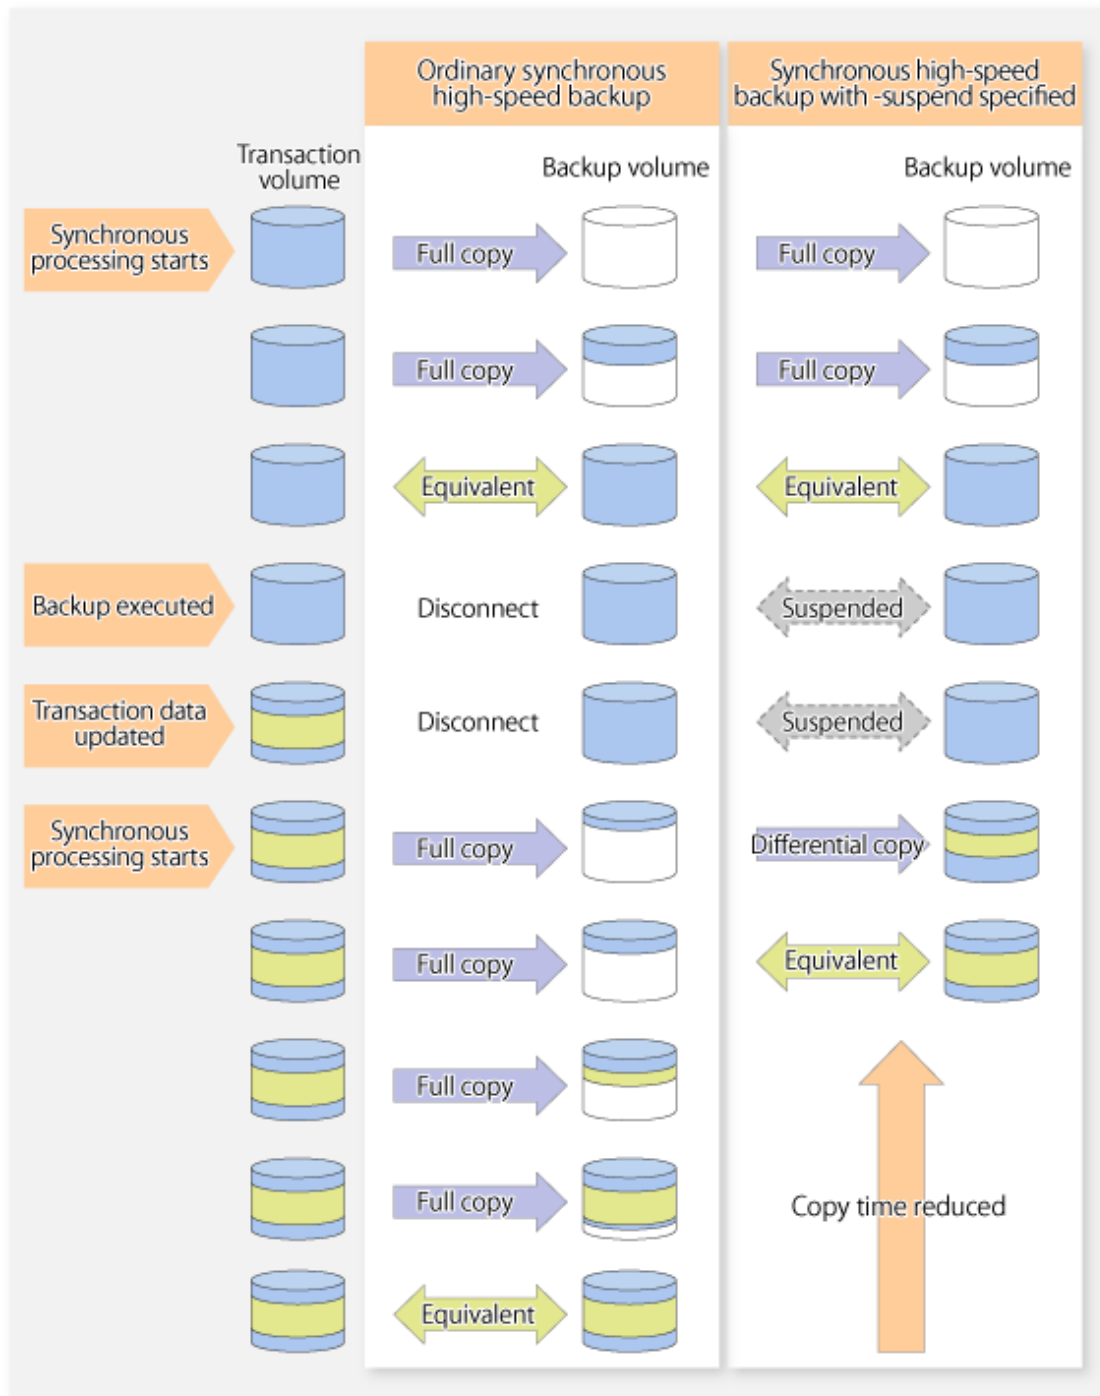 Ordinary synchronous
high-speed backup
Synchronous high-speed
backup with -suspend specified
Transaction
volume
Backup volume
Backup volume
Synchronous
processing starts
Full copy
Full copy
Full copy
Full copy
Equivalent
Equivalent
Backup executed
Disconnect
Suspended
Transaction data
updated
Disconnect
Suspended
Synchronous
processing starts
Full copy
Differential copy
Full copy
Equivalent
Full copy
Full copy
Copy time reduced
Equivalent